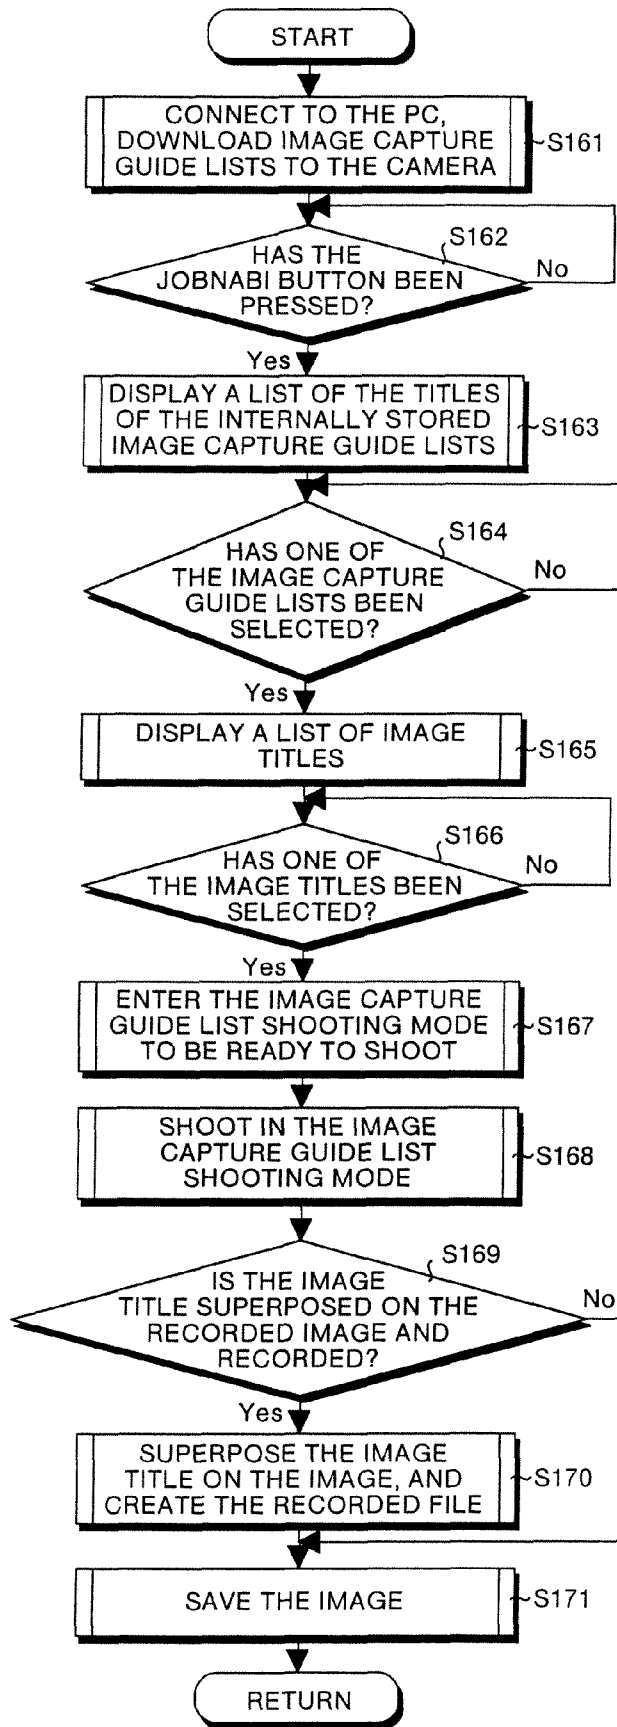 START
CONNECT TO THE PC,
DOWNLOAD IMAGE CAPTURE
GUIDE LISTS TO THE CAMERA
S161
S162
HAS THE
JOBNABI BUTTON BEEN
PRESSED?
No
Yes
DISPLAY A LIST OF THE TITLES
OF THE INTERNALLY STORED
IMAGE CAPTURE GUIDE LISTS
S163
S164
HAS ONE OF
THE IMAGE CAPTURE
GUIDE LISTS BEEN
SELECTED?
No
Yes
DISPLAY A LIST OF IMAGE
TITLES
S165
S166
HAS ONE OF
THE IMAGE TITLES BEEN
SELECTED?
No
Yes
ENTER THE IMAGE CAPTURE
GUIDE LIST SHOOTING MODE
TO BE READY TO SHOOT
S167
SHOOT IN THE IMAGE
CAPTURE GUIDE LIST
SHOOTING MODE
S168
S169
IS THE IMAGE
TITLE SUPERPOSED ON THE
RECORDED IMAGE AND
RECORDED?
No
Yes
SUPERPOSE THE IMAGE
TITLE ON THE IMAGE, AND
CREATE THE RECORDED FILE
S170
SAVE THE IMAGE
S171
RETURN